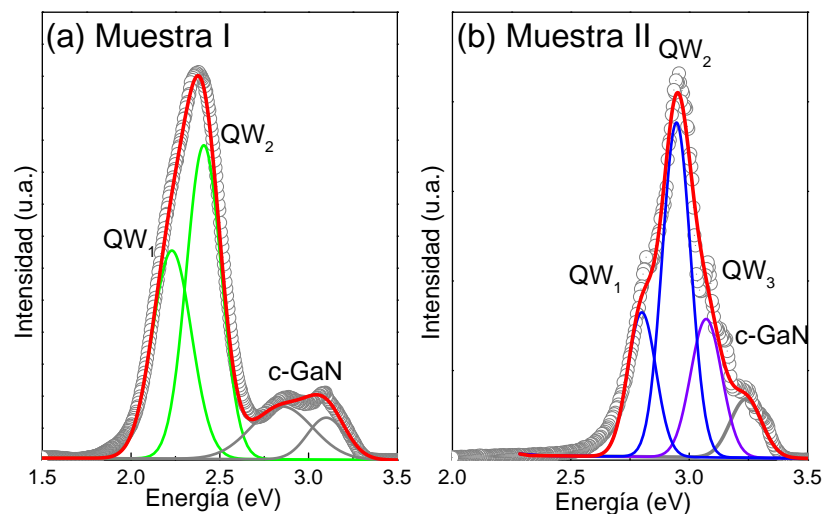 (a) Muestra I
QW₁
QW₂
c-GaN
Intensidad (u.a.)
1.5 2.0 2.5 3.0 3.5
Energía (eV)
(b) Muestra II
QW₂
QW₁
QW₃
c-GaN
Intensidad (u.a.)
2.0 2.5 3.0 3.5
Energía (eV)